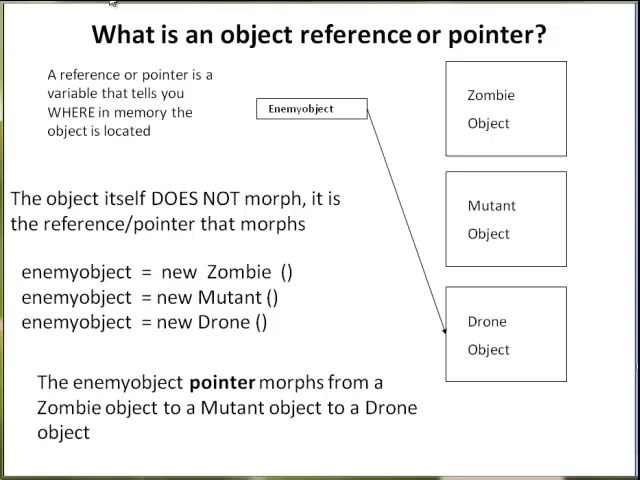 What is an object reference or pointer?
A reference or pointer is a
variable that tells you
WHERE in memory the
object is located
Enemyobject
Zombie
Object
Mutant
Object
Drone
Object
The object itself DOES NOT morph, it is
the reference/pointer that morphs
enemyobject = new Zombie ()
enemyobject = new Mutant ()
enemyobject = new Drone ()
The enemyobject pointer morphs from a
Zombie object to a Mutant object to a Drone
object